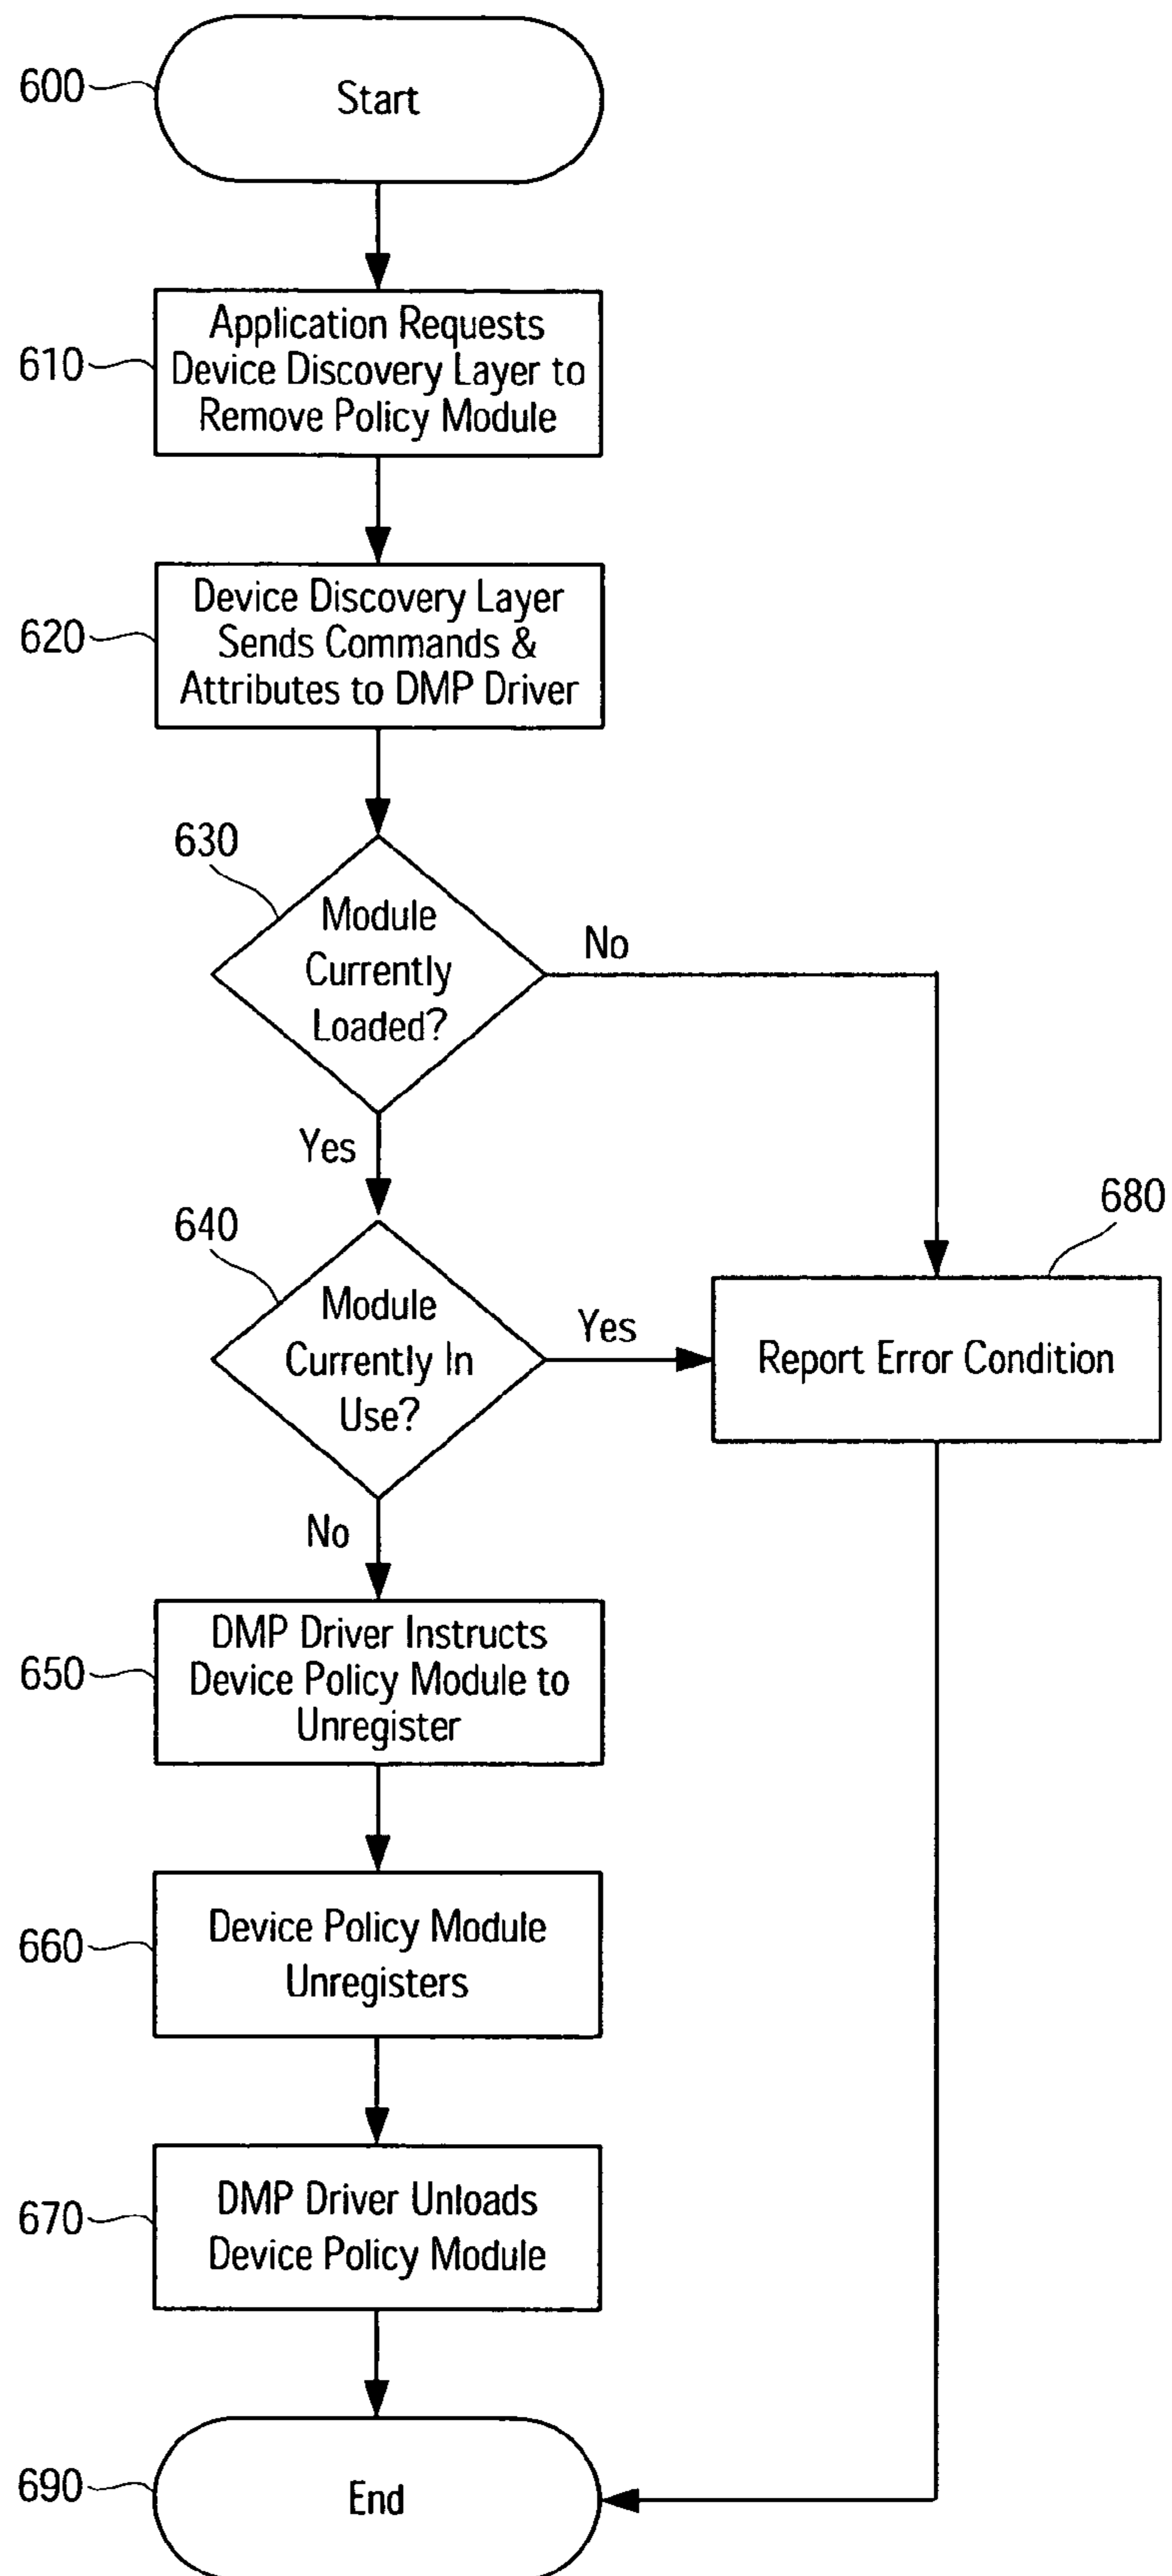 600
Start
610
Application Requests
Device Discovery Layer to
Remove Policy Module
620
Device Discovery Layer
Sends Commands &
Attributes to DMP Driver
630
Module
Currently
Loaded?
No
Yes
640
Module
Currently In
Use?
Yes
680
Report Error Condition
No
650
DMP Driver Instructs
Device Policy Module to
Unregister
660
Device Policy Module
Unregisters
670
DMP Driver Unloads
Device Policy Module
690
End